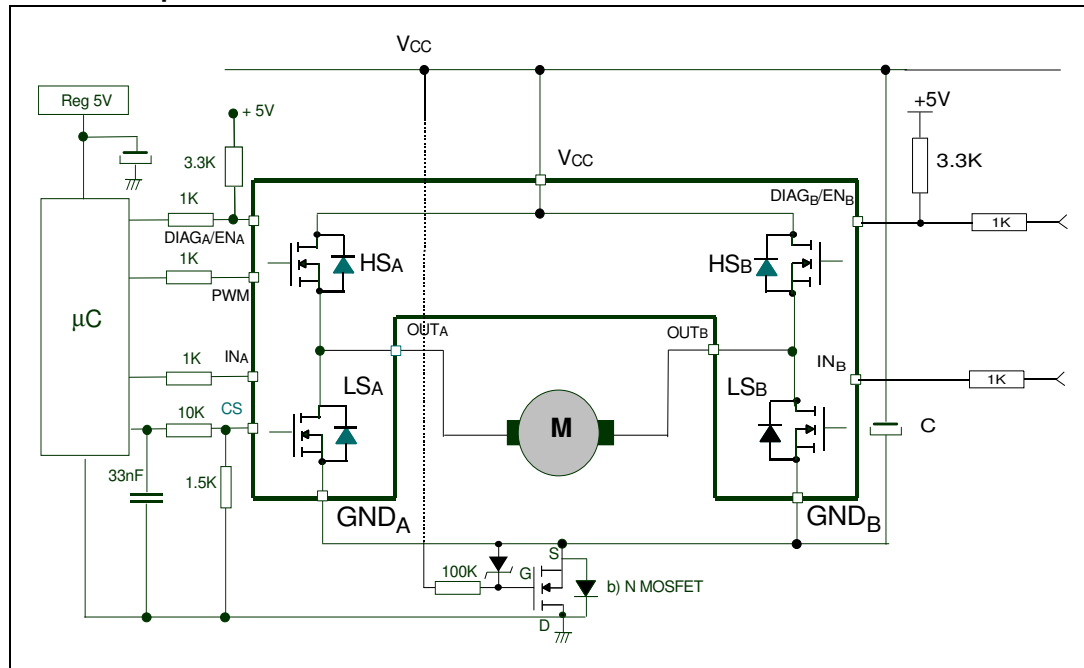 VCC
Reg 5V
+ 5V
+5V
3.3K
VCC
3.3K
1K
DIAGB/ENB
DIAGA/ENA
1K
HSA
HSB
1K
PWM
µC
OUTA
OUTB
1K
INA
INB
LSA
LSB
1K
10K
CS
M
C
33nF
1.5K
GNDA
GNDB
S
100K
G
b) N MOSFET
D